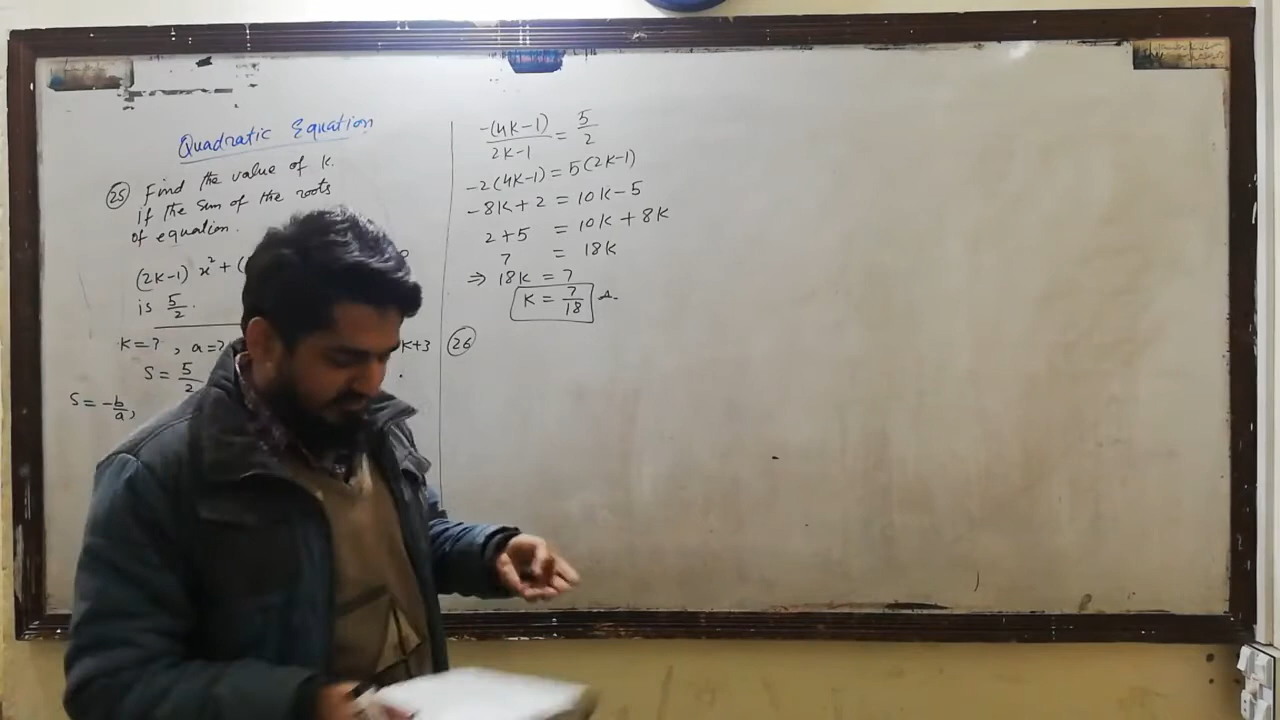 Quadratic Equation
25 Find the value of K.
if the sum of the roots
of equation.
(2K-1) x² + (
is 5/2.
K=? , a=? K+3
S = 5/2
S = -b/a,
-(4K-1)/2K-1 = 5/2
-2(4K-1) = 5(2K-1)
-8K+2 = 10K-5
2+5 = 10K+8K
7 = 18K
⇒ 18K = 7
K = 7/18
26